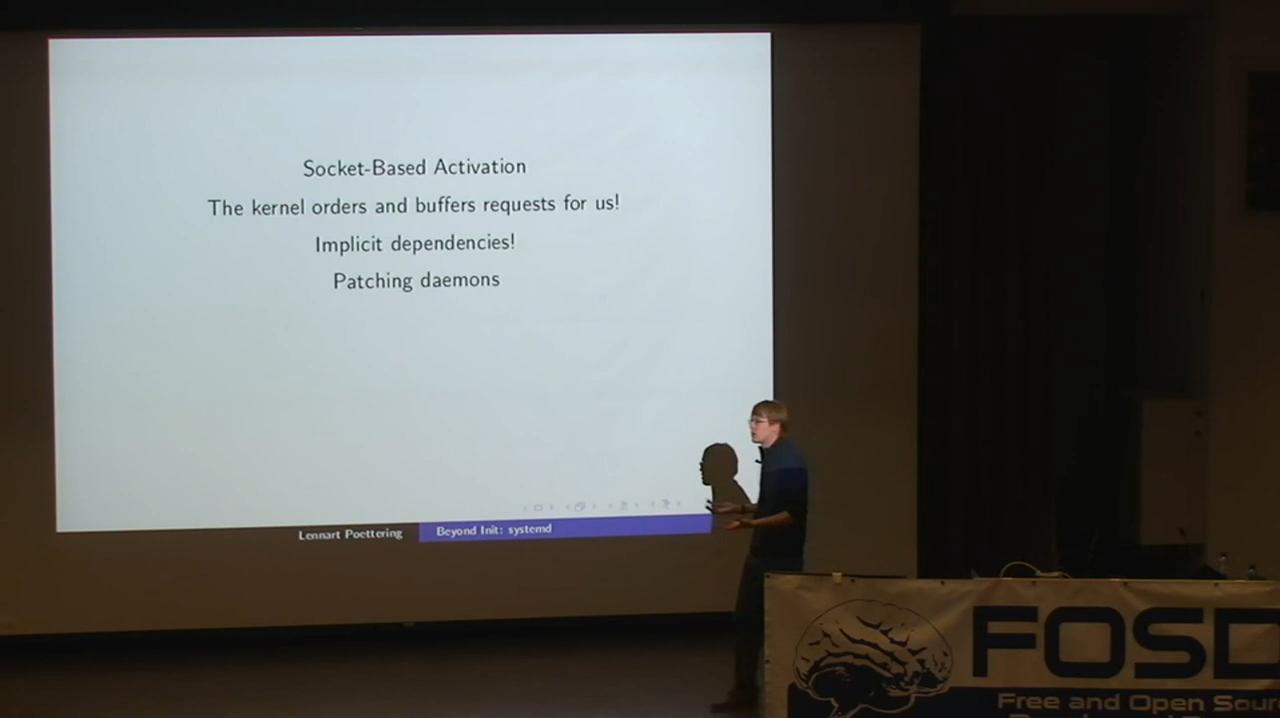 Socket-Based Activation
The kernel orders and buffers requests for us!
Implicit dependencies!
Patching daemons
Lennart Poettering
Beyond Init: systemd
FOSD
Free and Open Sour